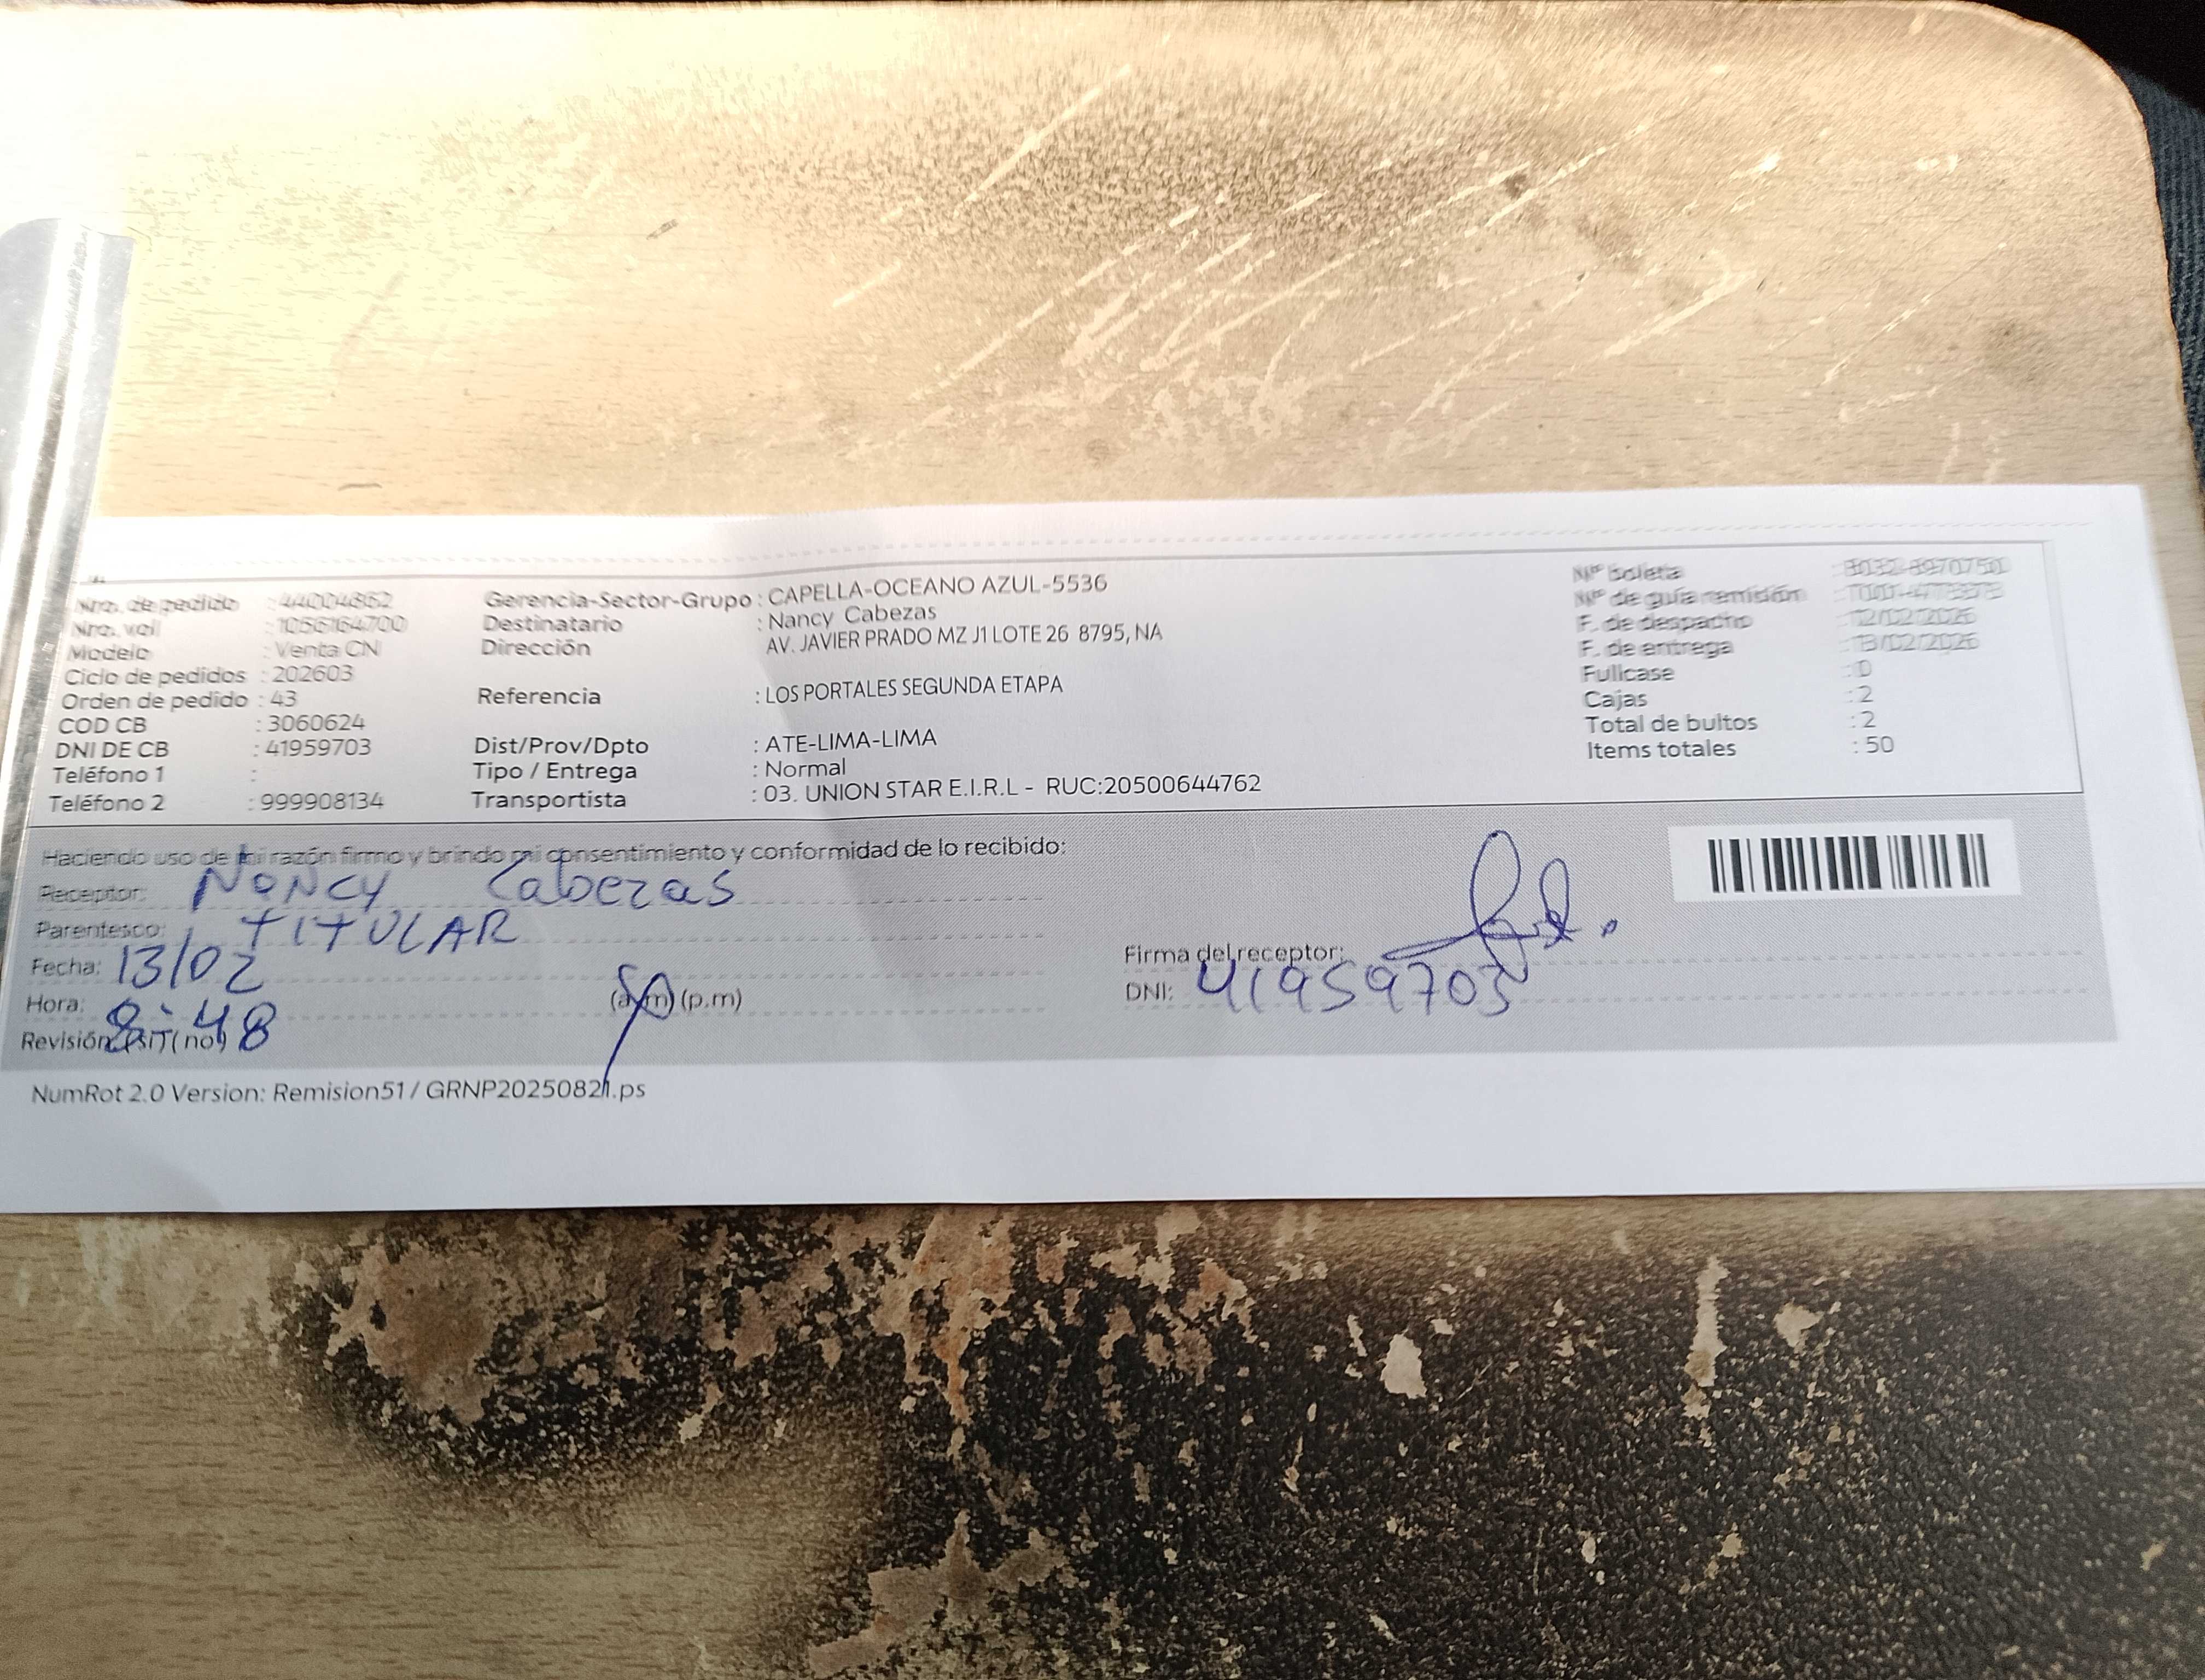 Nro. de pedido : 44004862
Nro. vol : 1056164700
Modelo : Venta CN
Ciclo de pedidos : 202603
Orden de pedido : 43
COD CB : 3060624
DNI DE CB : 41959703
Teléfono 1 :
Teléfono 2 : 999908134
Gerencia-Sector-Grupo : CAPELLA-OCEANO AZUL-5536
Destinatario : Nancy Cabezas
Dirección AV. JAVIER PRADO MZ J1 LOTE 26 8795, NA
Referencia : LOS PORTALES SEGUNDA ETAPA
Dist/Prov/Dpto : ATE-LIMA-LIMA
Tipo / Entrega : Normal
Transportista : 03. UNION STAR E.I.R.L - RUC:20500644762
Nº boleta
Nº de guía remisión
F. de despacho : 12/02/2026
F. de entrega : 13/02/2026
Fullcase : 0
Cajas : 2
Total de bultos : 2
Items totales : 50
Haciendo uso de mi razón firmo y brindo mi consentimiento y conformidad de lo recibido:
Receptor: Nancy Cabezas
Parentesco: TITULAR
Fecha: 13/02
Hora: 8:48 (a.m) (p.m)
Revisión: (si) (no)
Firma del receptor:
DNI: 41959703
NumRot 2.0 Version: Remision51 / GRNP20250821.ps